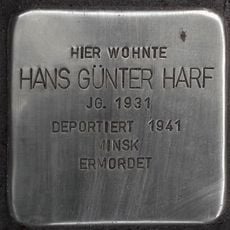 HIER WOHNTE
HANS GÜNTER HARF
JG. 1931
DEPORTIERT 1941
MINSK
ERMORDET